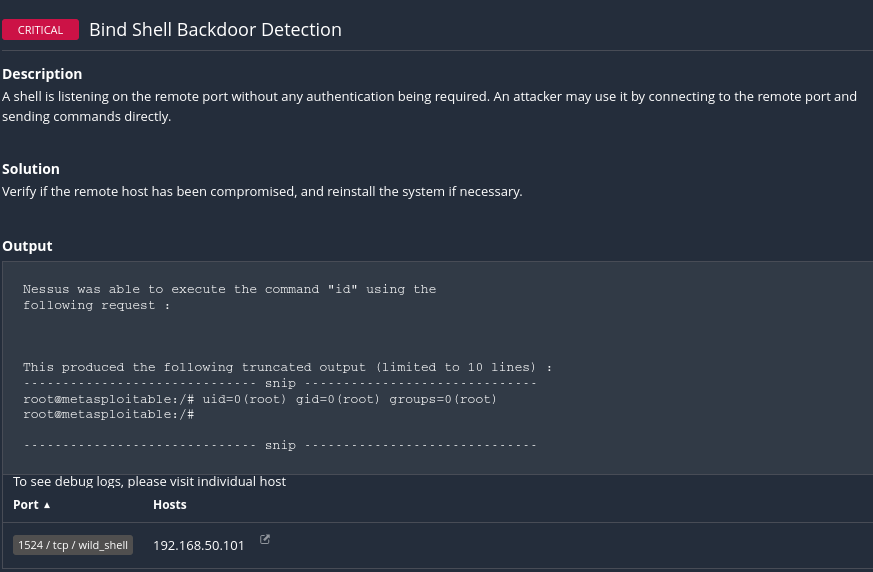 CRITICAL Bind Shell Backdoor Detection
Description
A shell is listening on the remote port without any authentication being required. An attacker may use it by connecting to the remote port and
sending commands directly.
Solution
Verify if the remote host has been compromised, and reinstall the system if necessary.
Output
Nessus was able to execute the command "id" using the
following request :
This produced the following truncated output (limited to 10 lines) :
------------------------------ snip ------------------------------
root@metasploitable:/# uid=0(root) gid=0(root) groups=0(root)
root@metasploitable:/#
------------------------------ snip ------------------------------
To see debug logs, please visit individual host
Port ▲ Hosts
1524 / tcp / wild_shell 192.168.50.101